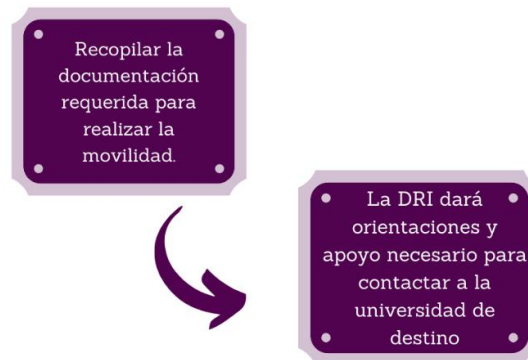 Recopilar la
documentación
requerida para
realizar la
movilidad.
La DRI dará
orientaciones y
apoyo necesario para
contactar a la
universidad de
destino